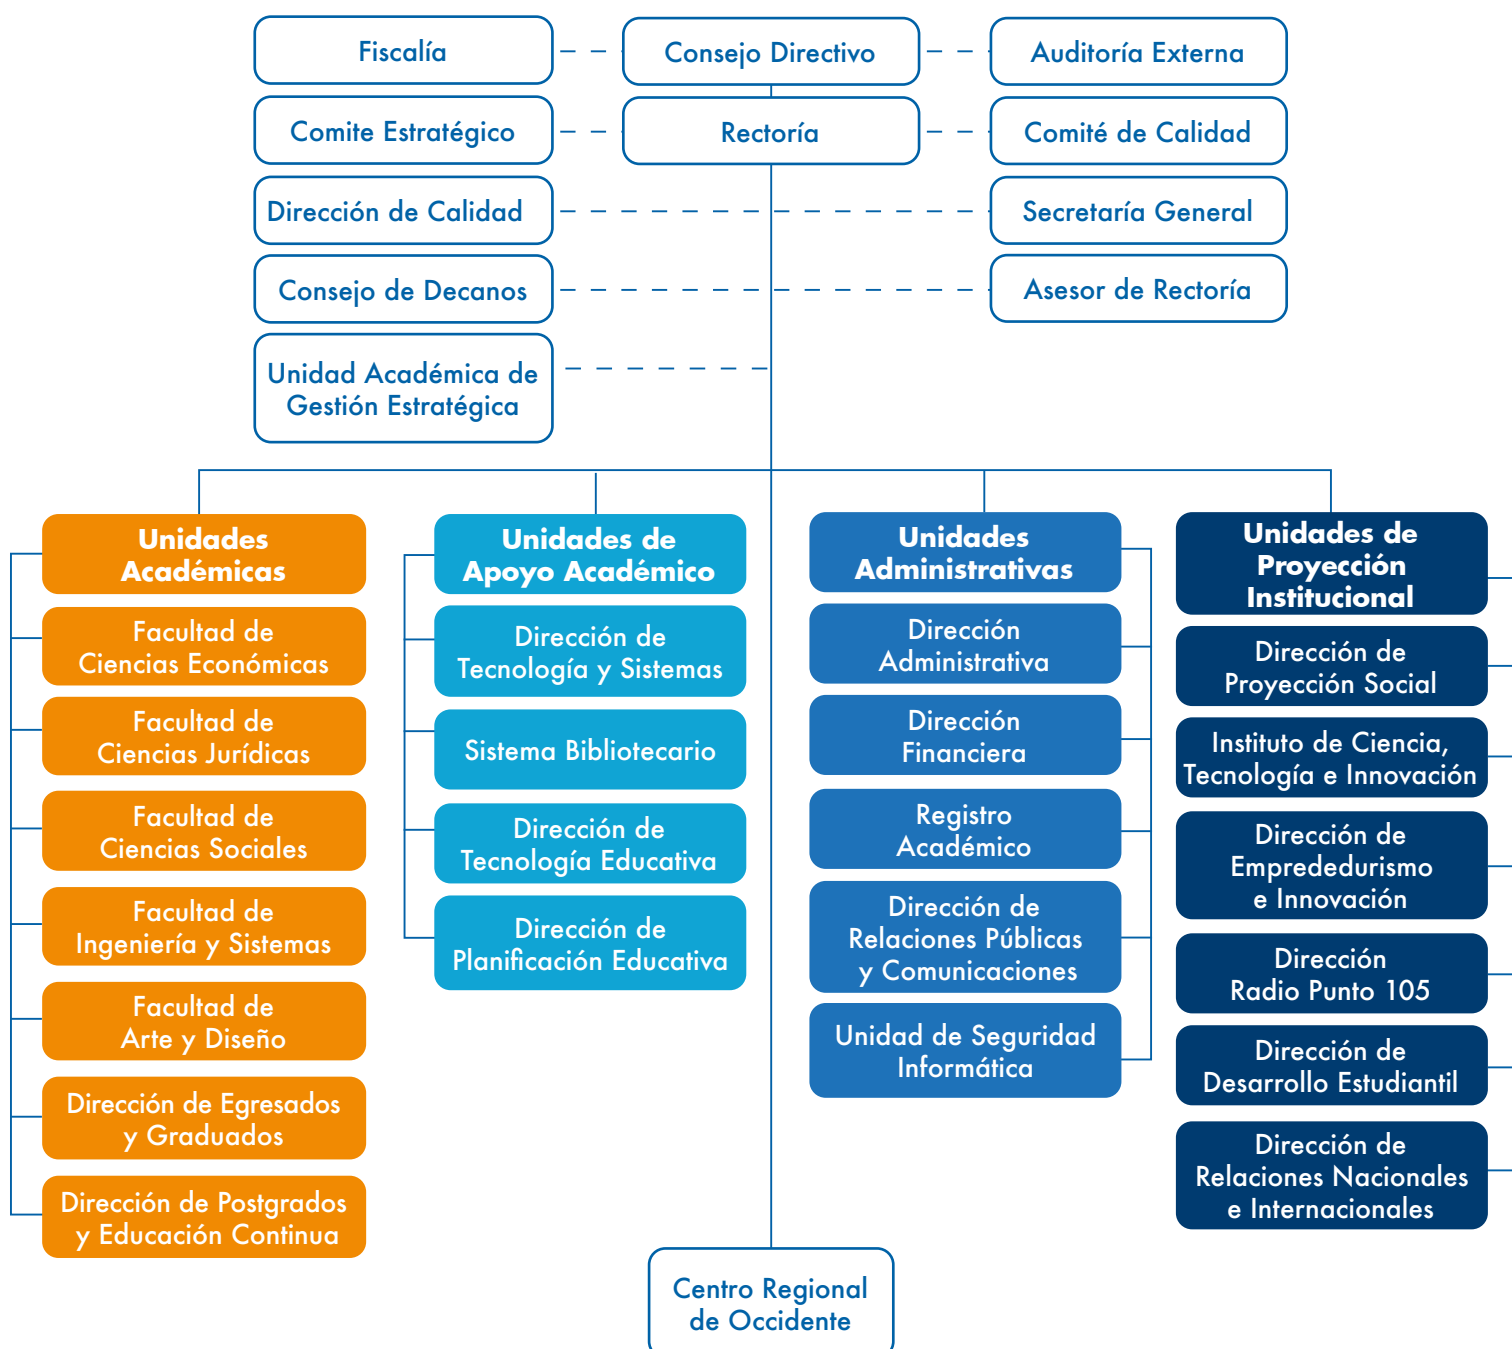 Fiscalía
Consejo Directivo
Auditoría Externa
Comite Estratégico
Rectoría
Comité de Calidad
Dirección de Calidad
Secretaría General
Consejo de Decanos
Asesor de Rectoría
Unidad Académica de
Gestión Estratégica
Unidades
Académicas
Facultad de
Ciencias Económicas
Facultad de
Ciencias Jurídicas
Facultad de
Ciencias Sociales
Facultad de
Ingeniería y Sistemas
Facultad de
Arte y Diseño
Dirección de Egresados
y Graduados
Dirección de Postgrados
y Educación Continua
Unidades de
Apoyo Académico
Dirección de
Tecnología y Sistemas
Sistema Bibliotecario
Dirección de
Tecnología Educativa
Dirección de
Planificación Educativa
Unidades
Administrativas
Dirección
Administrativa
Dirección
Financiera
Registro
Académico
Dirección de
Relaciones Públicas
y Comunicaciones
Unidad de Seguridad
Informática
Unidades de
Proyección
Institucional
Dirección de
Proyección Social
Instituto de Ciencia,
Tecnología e Innovación
Dirección de
Emprededurismo
e Innovación
Dirección
Radio Punto 105
Dirección de
Desarrollo Estudiantil
Dirección de
Relaciones Nacionales
e Internacionales
Centro Regional
de Occidente